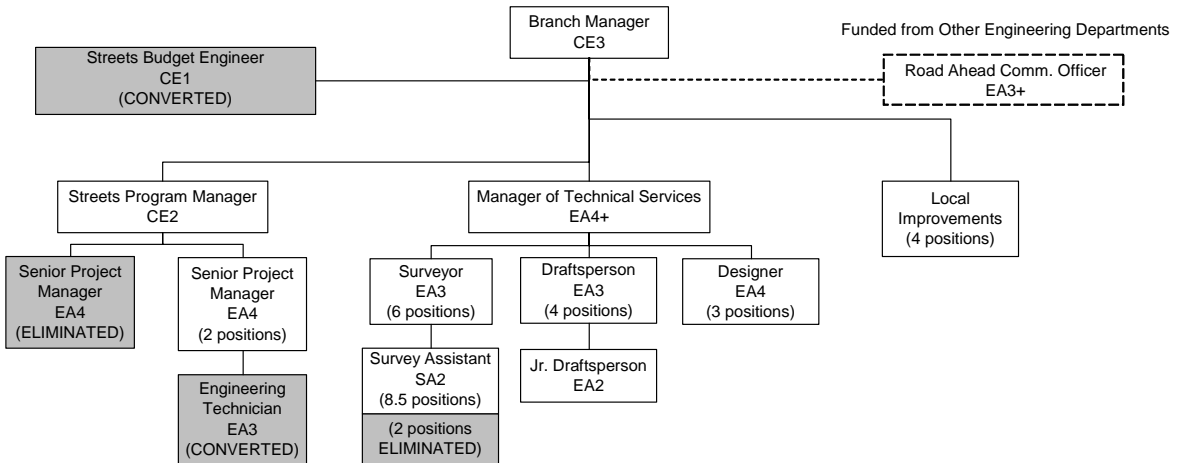 Branch Manager
CE3
Funded from Other Engineering Departments
Streets Budget Engineer
CE1
(CONVERTED)
Road Ahead Comm. Officer
EA3+
Streets Program Manager
CE2
Manager of Technical Services
EA4+
Local
Improvements
(4 positions)
Senior Project
Manager
EA4
(ELIMINATED)
Senior Project
Manager
EA4
(2 positions)
Surveyor
EA3
(6 positions)
Draftsperson
EA3
(4 positions)
Designer
EA4
(3 positions)
Engineering
Technician
EA3
(CONVERTED)
Survey Assistant
SA2
(8.5 positions)
(2 positions
ELIMINATED)
Jr. Draftsperson
EA2